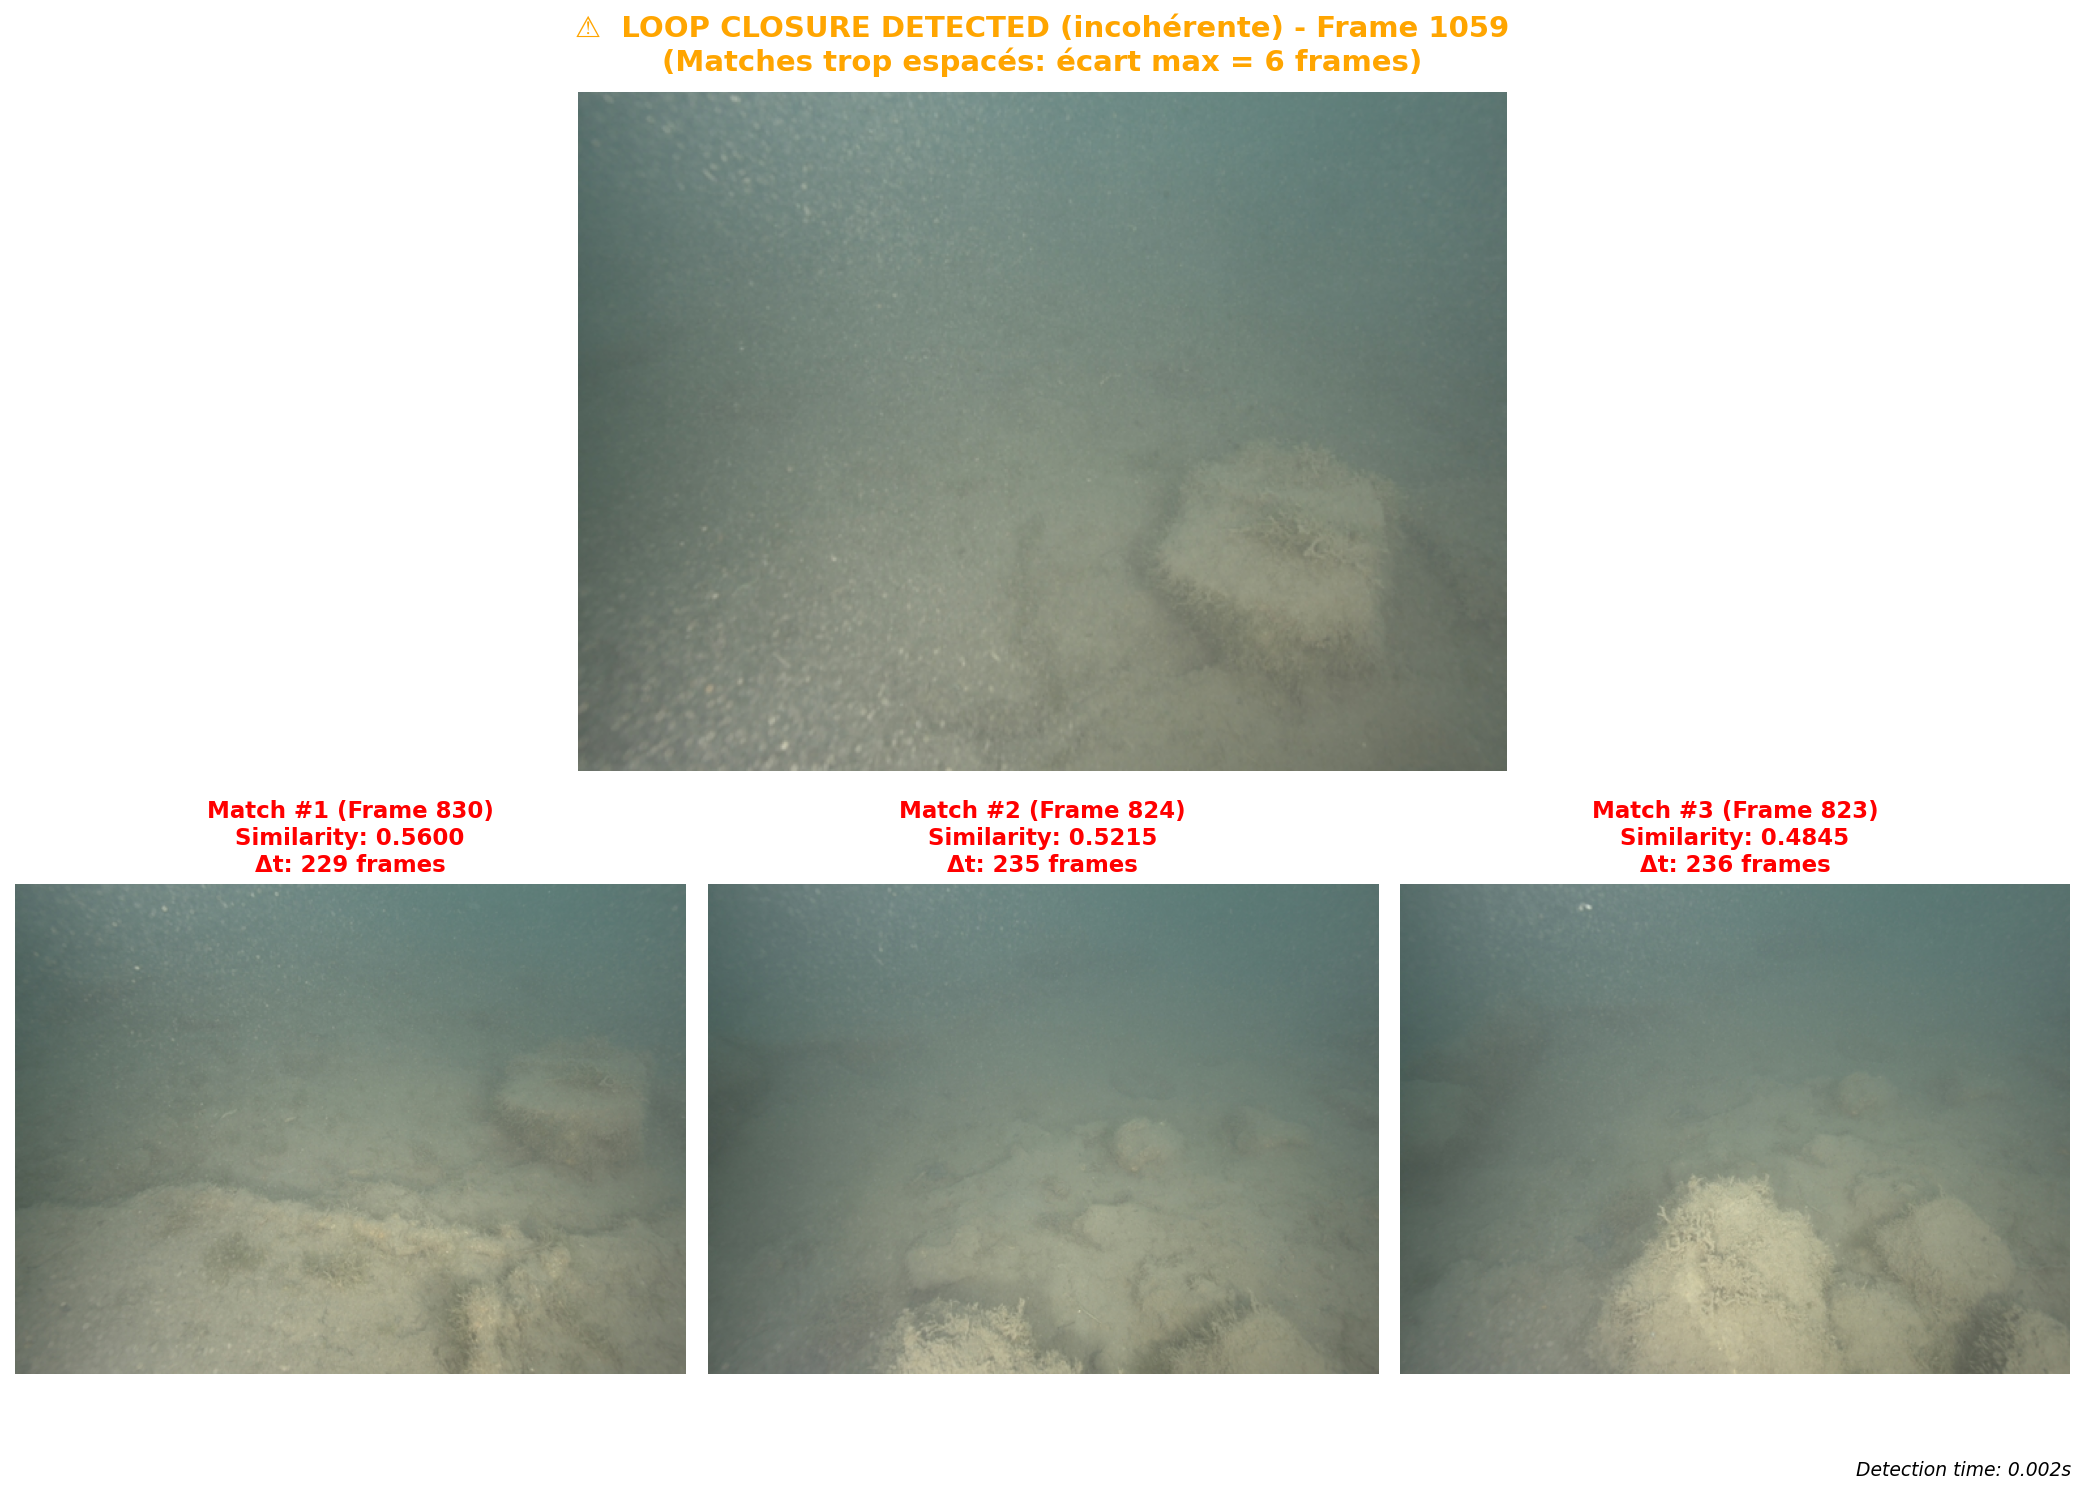 ⚠ LOOP CLOSURE DETECTED (incohérente) - Frame 1059
(Matches trop espacés: écart max = 6 frames)
Match #1 (Frame 830)
Similarity: 0.5600
Δt: 229 frames
Match #2 (Frame 824)
Similarity: 0.5215
Δt: 235 frames
Match #3 (Frame 823)
Similarity: 0.4845
Δt: 236 frames
Detection time: 0.002s